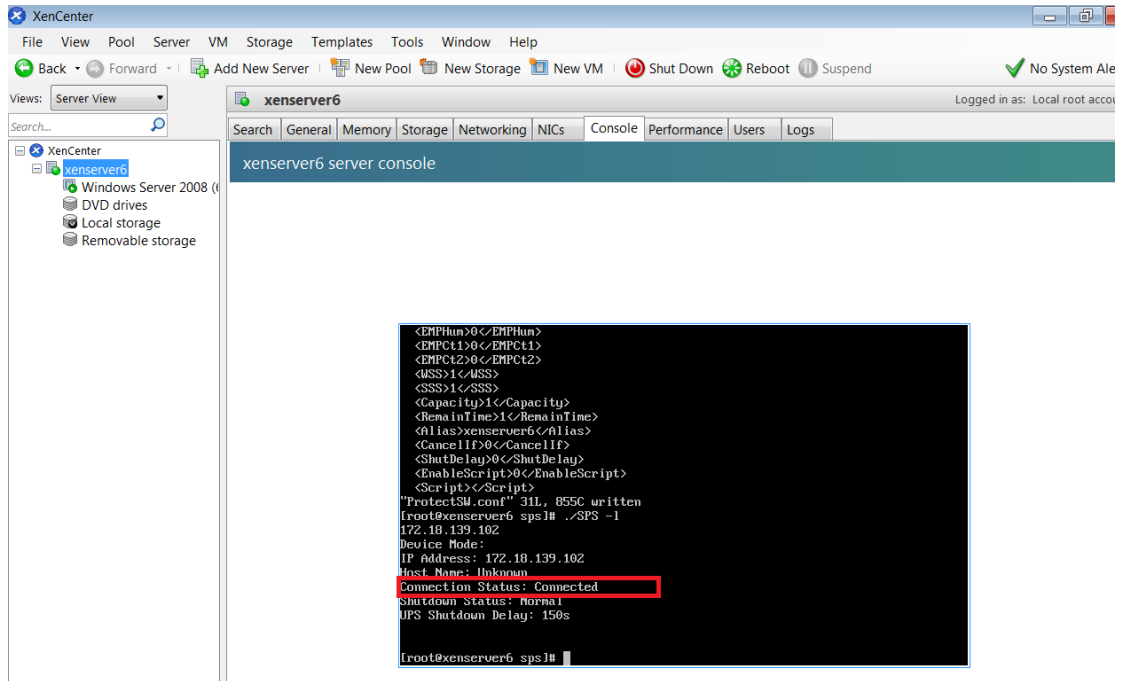 XenCenter
File View Pool Server VM Storage Templates Tools Window Help
Back Forward Add New Server New Pool New Storage New VM Shut Down Reboot Suspend No System Ale
Views: Server View
xenserver6
Logged in as: Local root accou
Search...
Search General Memory Storage Networking NICs Console Performance Users Logs
XenCenter
xenserver6
Windows Server 2008 (6
DVD drives
Local storage
Removable storage
xenserver6 server console
<EMPHum>0</EMPHum>
<EMPCt1>0</EMPCt1>
<EMPCt2>0</EMPCt2>
<WSS>1</WSS>
<SSS>1</SSS>
<Capacity>1</Capacity>
<RemainTime>1</RemainTime>
<Alias>xenserver6</Alias>
<CancelIf>0</CancelIf>
<ShutDelay>0</ShutDelay>
<EnableScript>0</EnableScript>
<Script></Script>
"ProtectSW.conf" 31L, 855C written
[root@xenserver6 sps]# ./SPS -l
172.18.139.102
Device Mode:
IP Address: 172.18.139.102
Host Name: Unknown
Connection Status: Connected
Shutdown Status: Normal
UPS Shutdown Delay: 150s
[root@xenserver6 sps]#